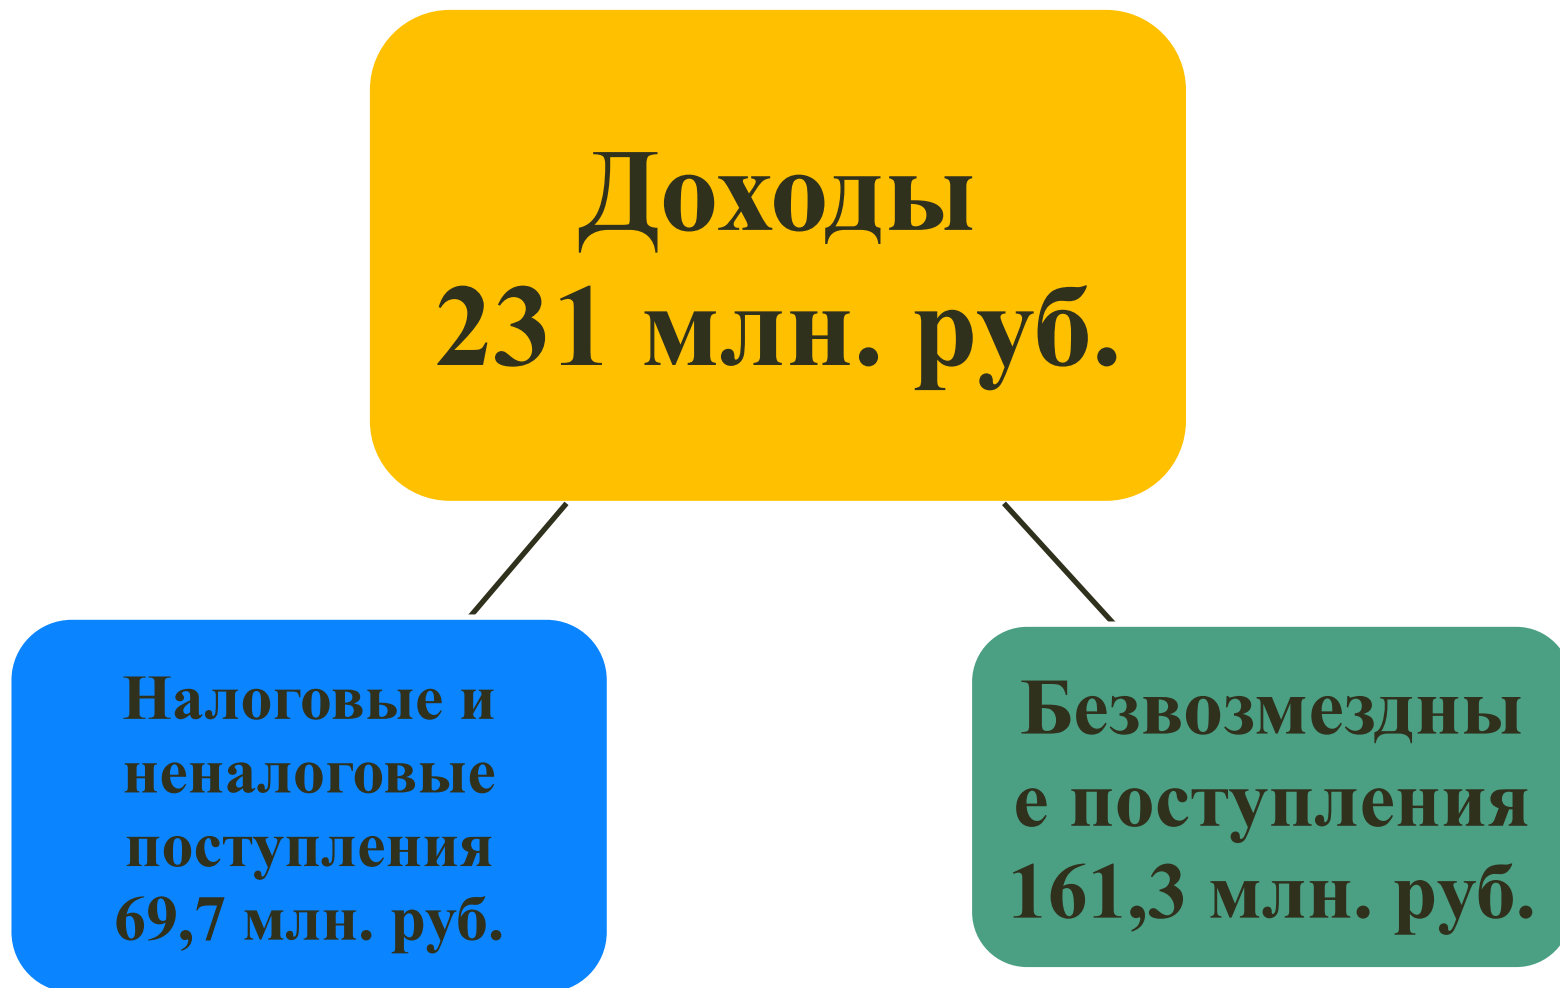 Доходы
231 млн. руб.
Налоговые и
неналоговые
поступления
69,7 млн. руб.
Безвозмездны
е поступления
161,3 млн. руб.